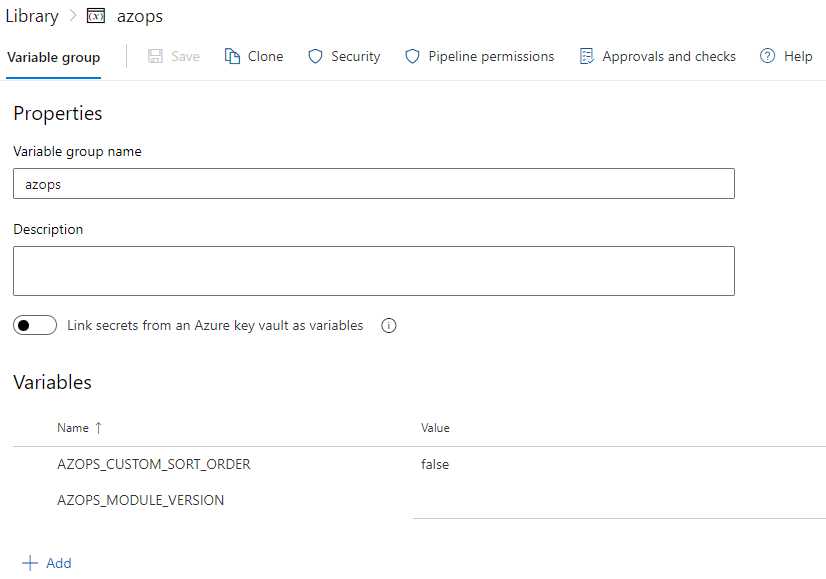 Library > (x) azops
Variable group Save Clone Security Pipeline permissions Approvals and checks Help
Properties
Variable group name
azops
Description
Link secrets from an Azure key vault as variables
Variables
Name ↑ Value
AZOPS_CUSTOM_SORT_ORDER false
AZOPS_MODULE_VERSION
+ Add